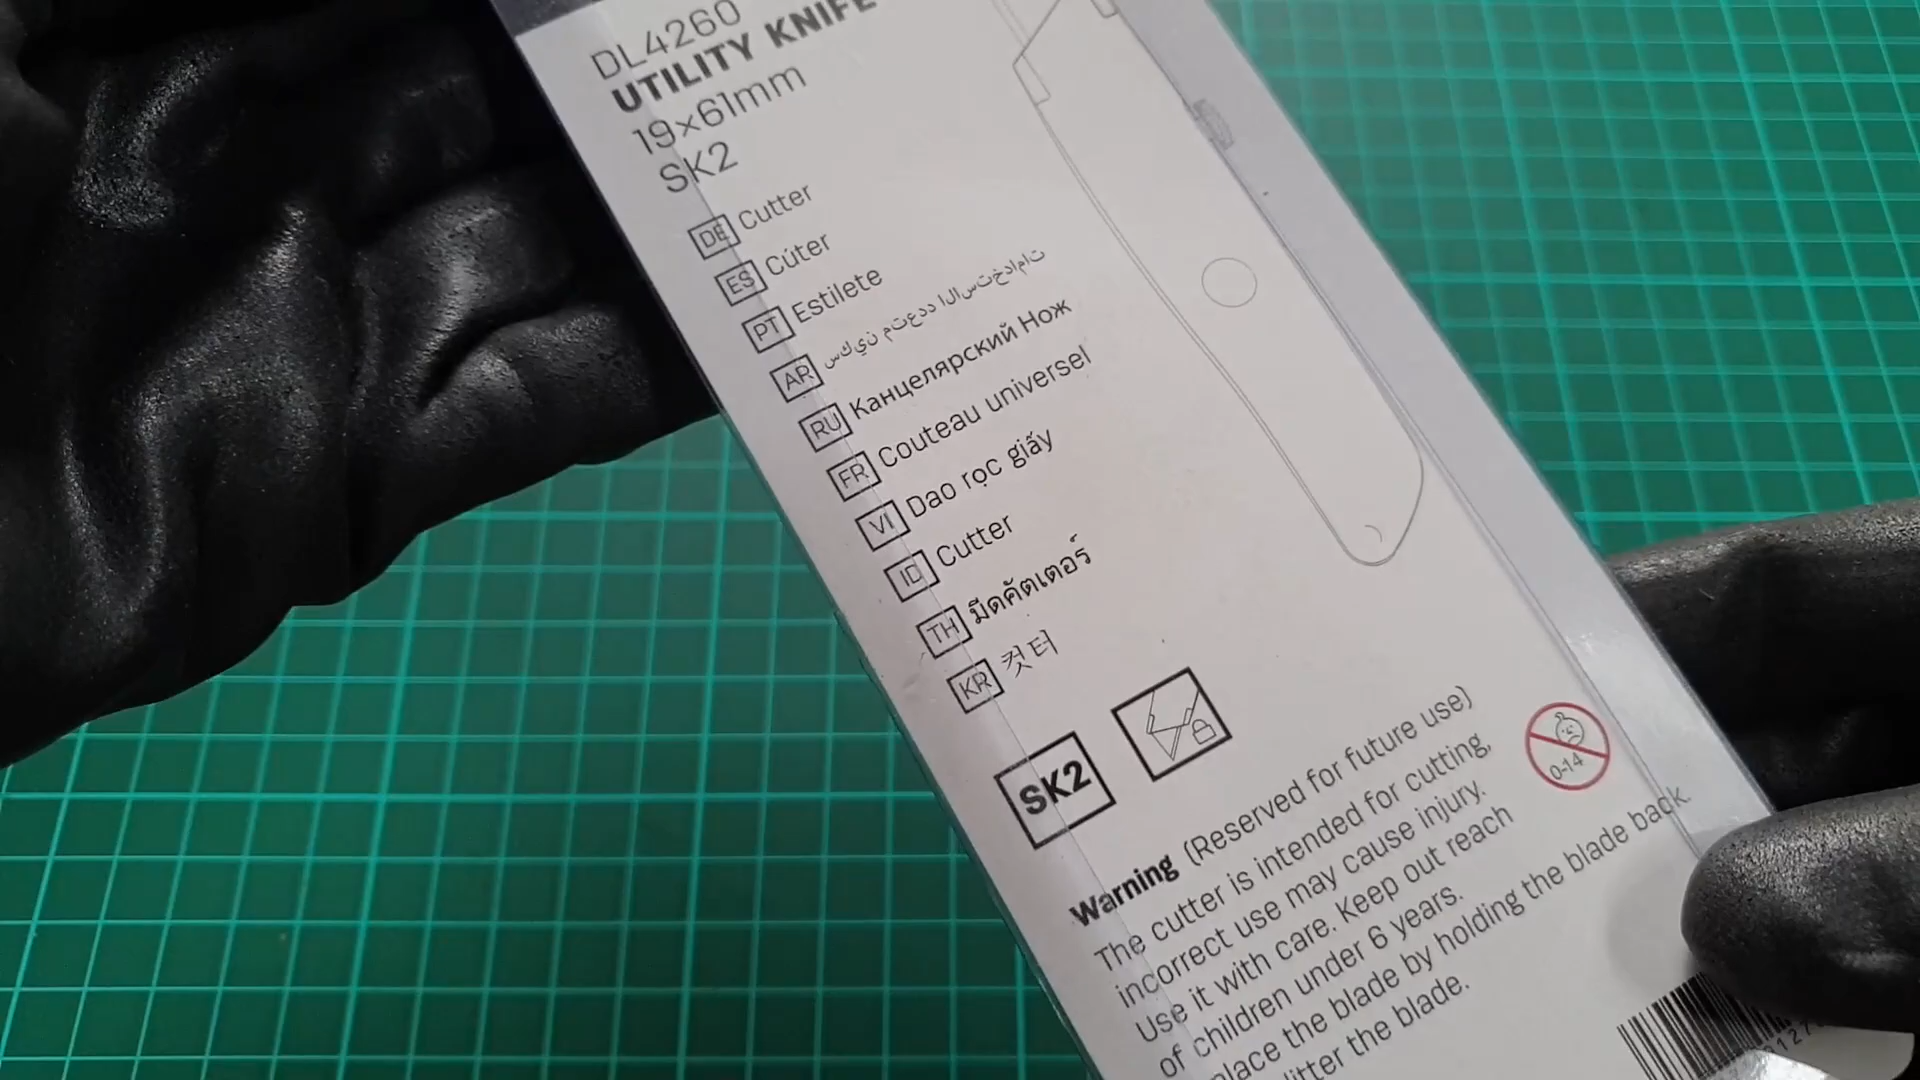 DL4260
UTILITY KNIFE
19×61mm
SK2
DE Cutter
ES Cúter
PT Estilete
AR سكين متعدد الاستخدامات
RU Канцелярский Нож
FR Couteau universel
VI Dao rọc giấy
ID Cutter
TH มีดคัตเตอร์
KR 컷터
SK2
0-14
Warning (Reserved for future use)
The cutter is intended for cutting,
incorrect use may cause injury.
Use it with care. Keep out reach
of children under 6 years.
place the blade by holding the blade back.
litter the blade.